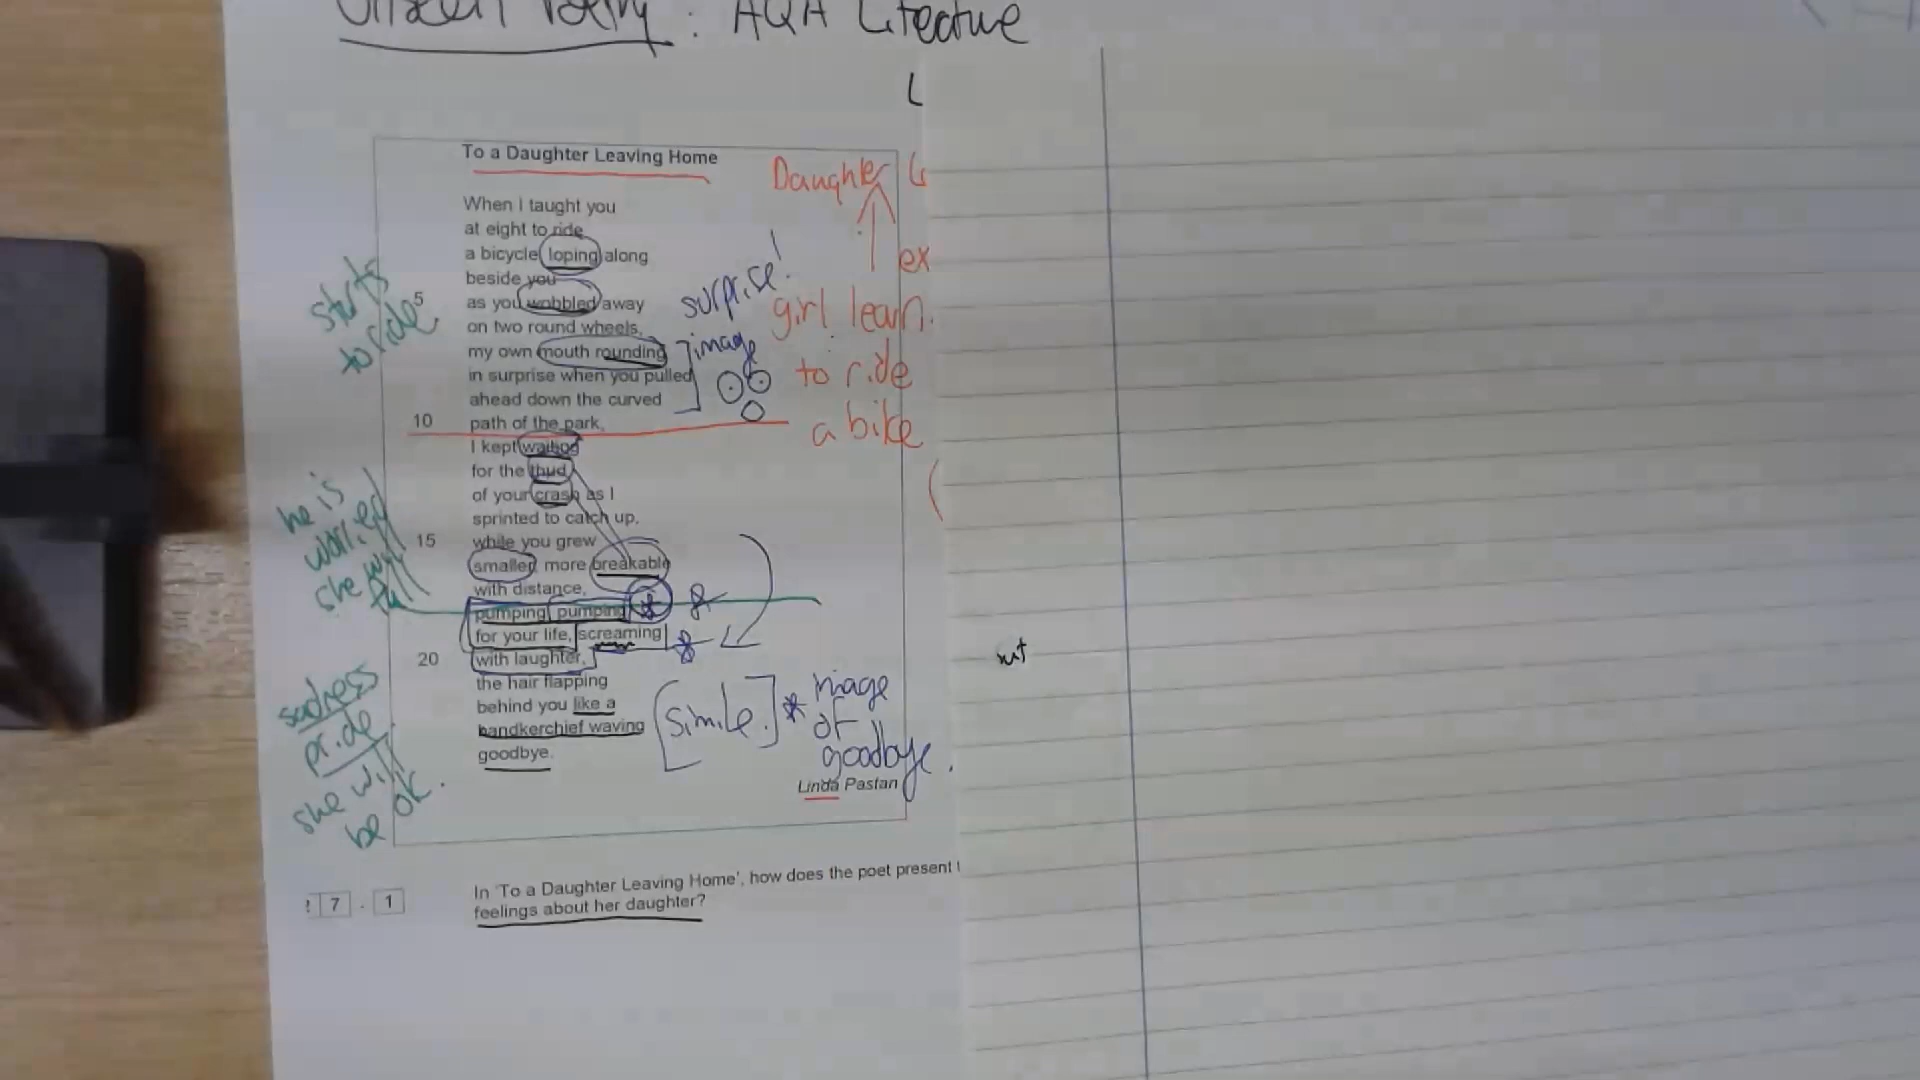 Unseen Poetry: AQA Literature
To a Daughter Leaving Home
When I taught you
at eight to ride
a bicycle loping along
beside you
5 as you wobbled away
on two round wheels,
my own mouth rounding
in surprise when you pulled
ahead down the curved
10 path of the park,
I kept waiting
for the thud
of your crash as I
sprinted to catch up,
15 while you grew
smaller, more breakable
with distance,
pumping, pumping
for your life, screaming
20 with laughter,
the hair flapping
behind you like a
handkerchief waving
goodbye.
Linda Pastan
7 . 1
In 'To a Daughter Leaving Home', how does the poet present
feelings about her daughter?
Daughter
ex
girl learn
to ride
a bike
surprise!
image
starts
to ride
he is
worried
she will
fall
sadness
pride
she will
be ok.
simile.
* image
of
goodbye.